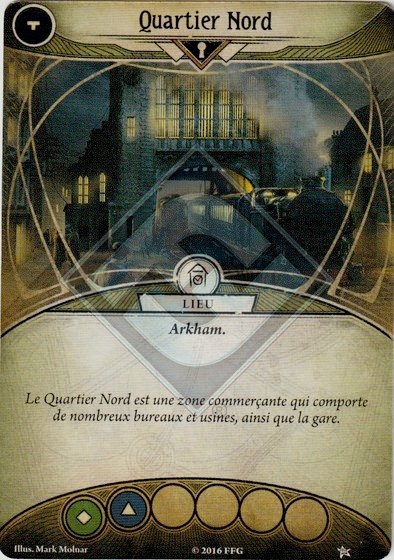 Quartier Nord
LIEU
Arkham.
Le Quartier Nord est une zone commerçante qui comporte
de nombreux bureaux et usines, ainsi que la gare.
Illus. Mark Molnar
© 2016 FFG